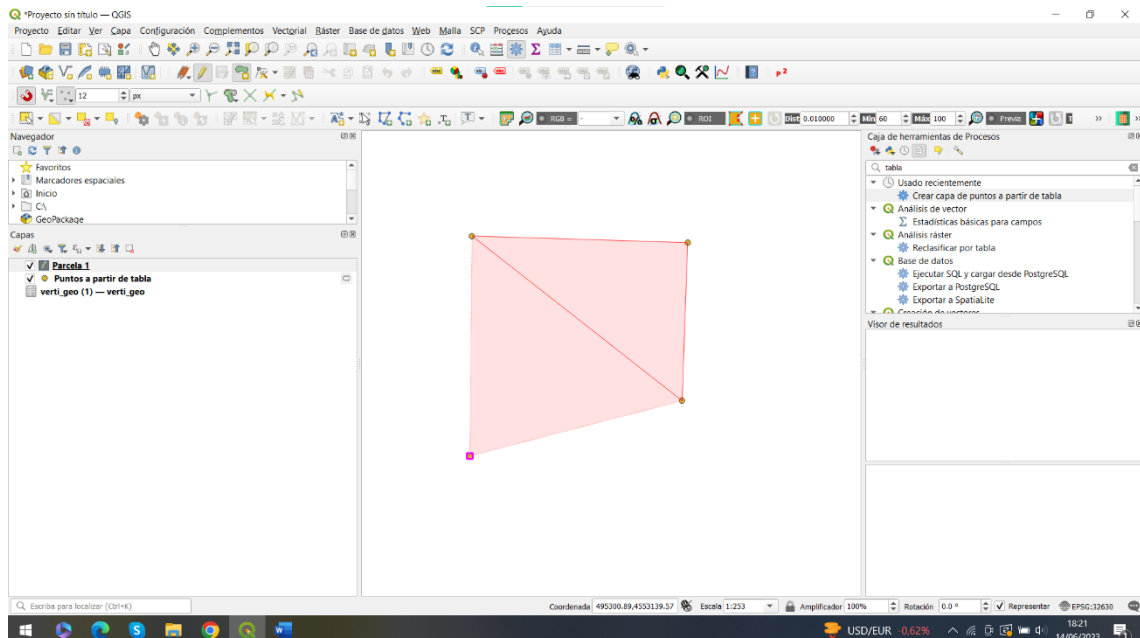 *Proyecto sin título — QGIS
Proyecto Editar Ver Capa Configuración Complementos Vectorial Ráster Base de datos Web Malla SCP Procesos Ayuda
12 px
RGB = - ROI Dist 0.010000 Min 60 Máx 100 Previo T »
Navegador
Favoritos
Marcadores espaciales
Inicio
C:\
GeoPackage
Capas
Parcela 1
Puntos a partir de tabla
verti_geo (1) — verti_geo
Caja de herramientas de Procesos
tabla
Usado recientemente
Crear capa de puntos a partir de tabla
Análisis de vector
Estadísticas básicas para campos
Análisis ráster
Reclasificar por tabla
Base de datos
Ejecutar SQL y cargar desde PostgreSQL
Exportar a PostgreSQL
Exportar a SpatiaLite
Creación de vectores
Visor de resultados
Escriba para localizar (Ctrl+K)
Coordenada 495300.89,4553139.57 Escala 1:253 Amplificador 100% Rotación 0.0 ° Representar EPSG:32630
USD/EUR -0,62%
18:21
14/06/2023